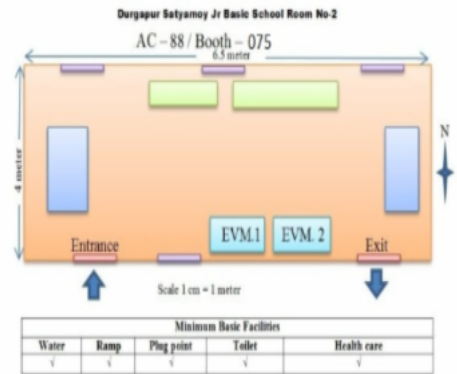 Durgapur Satyamoy Jr Basic School Room No-2
AC – 88 / Booth – 075
6.5 meter
4 meter
N
EVM.1 EVM. 2
Entrance Exit
Scale 1 cm = 1 meter
Minimum Basic Facilities
Water Ramp Plug point Toilet Health care
√ √ √ √ √